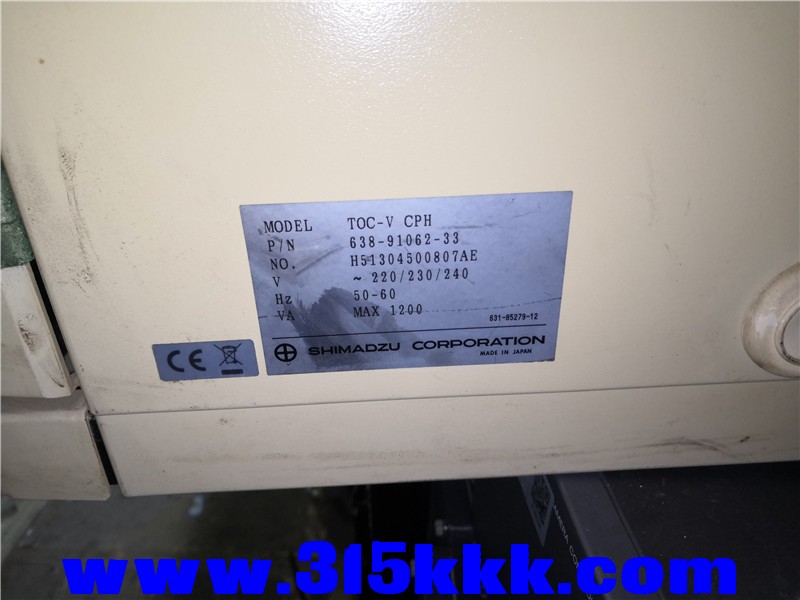 MODEL TOC-V CPH
P/N 638-91062-33
NO. H51304500807AE
V ~ 220/230/240
Hz 50-60
VA MAX 1200
631-85279-12
SHIMADZU CORPORATION
MADE IN JAPAN
CE
www.315kkk.com